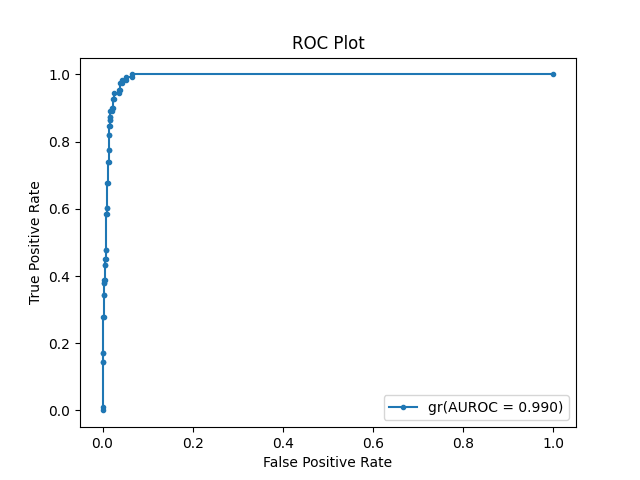 ROC Plot
1.0
0.8
0.6
0.4
0.2
0.0
True Positive Rate
0.0 0.2 0.4 0.6 0.8 1.0
False Positive Rate
gr(AUROC = 0.990)